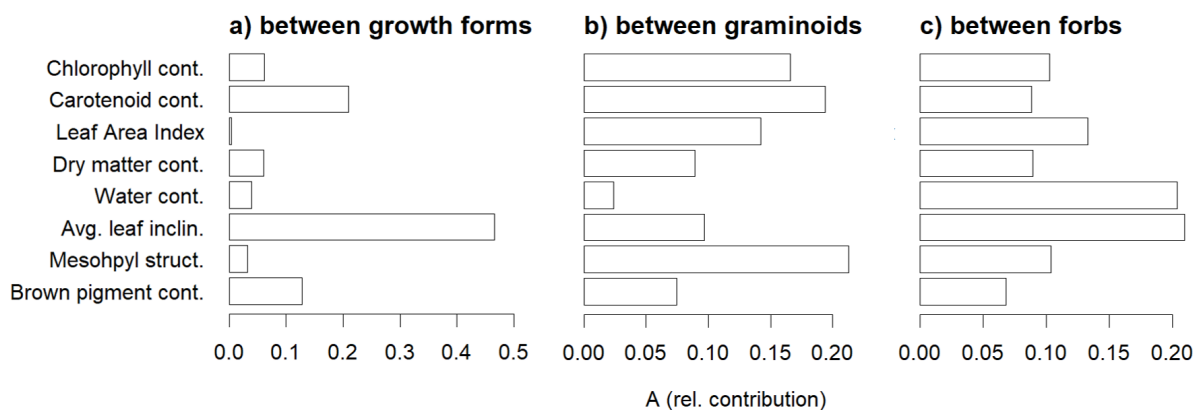 a) between growth forms
b) between graminoids
c) between forbs
Chlorophyll cont.
Carotenoid cont.
Leaf Area Index
Dry matter cont.
Water cont.
Avg. leaf inclin.
Mesohpyl struct.
Brown pigment cont.
0.0 0.1 0.2 0.3 0.4 0.5
0.00 0.05 0.10 0.15 0.20
0.00 0.05 0.10 0.15 0.20
A (rel. contribution)